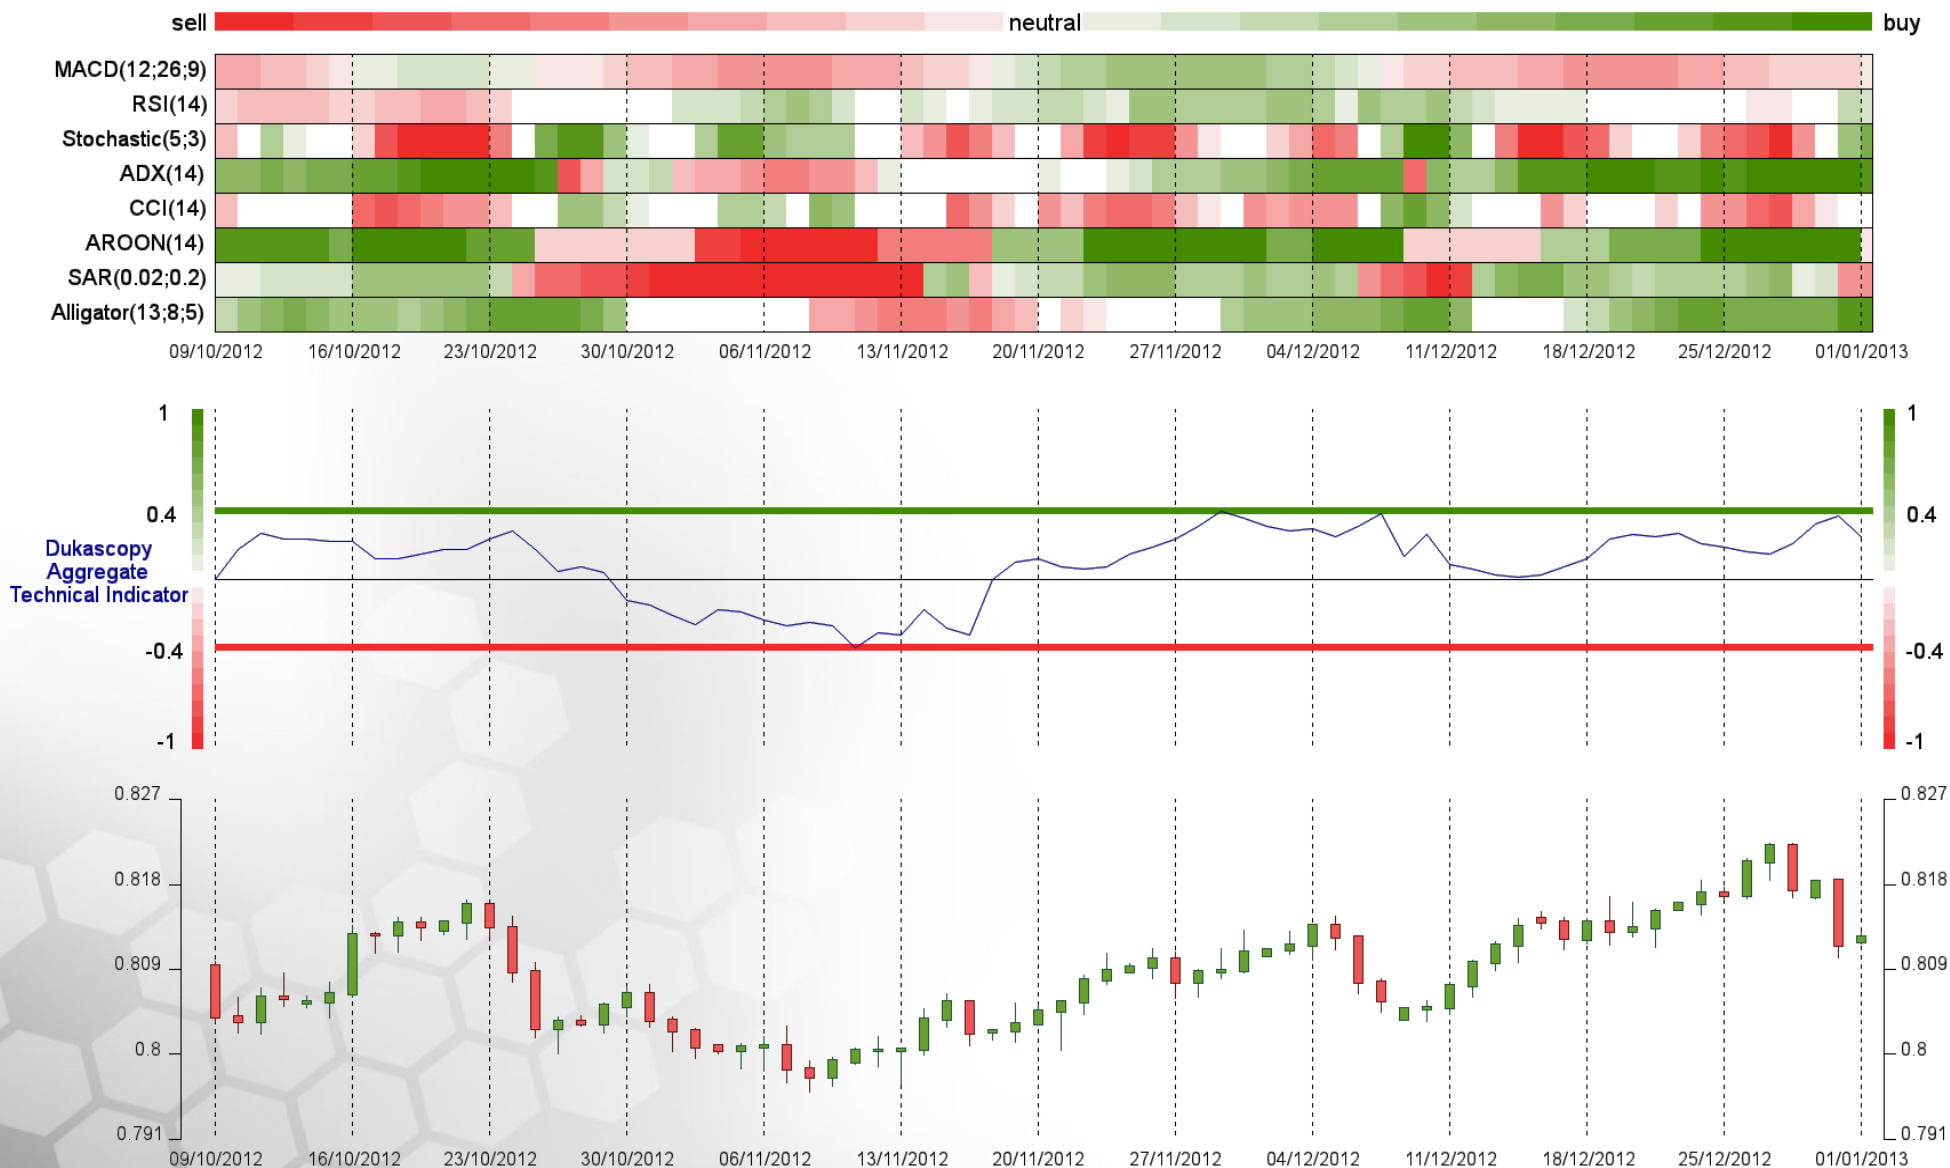 sell neutral buy
MACD(12;26;9)
RSI(14)
Stochastic(5;3)
ADX(14)
CCI(14)
AROON(14)
SAR(0.02;0.2)
Alligator(13;8;5)
09/10/2012 16/10/2012 23/10/2012 30/10/2012 06/11/2012 13/11/2012 20/11/2012 27/11/2012 04/12/2012 11/12/2012 18/12/2012 25/12/2012 01/01/2013
1 1
0.4 0.4
Dukascopy
Aggregate
Technical Indicator
-0.4 -0.4
-1 -1
0.827 0.827
0.818 0.818
0.809 0.809
0.8 0.8
0.791 0.791
09/10/2012 16/10/2012 23/10/2012 30/10/2012 06/11/2012 13/11/2012 20/11/2012 27/11/2012 04/12/2012 11/12/2012 18/12/2012 25/12/2012 01/01/2013